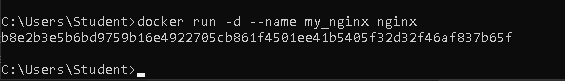 C:\Users\Student>docker run -d --name my_nginx nginx
b8e2b3e5b6bd9759b16e4922705cb861f4501ee41b5405f32d32f46af837b65f
C:\Users\Student>